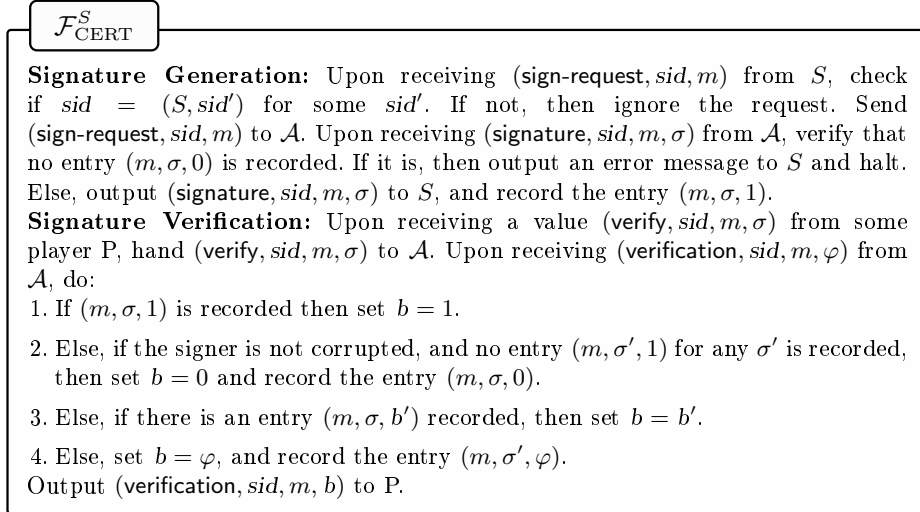 𝓕ˢ_CERT
Signature Generation: Upon receiving (sign-request, sid, m) from S, check
if sid = (S, sid′) for some sid′. If not, then ignore the request. Send
(sign-request, sid, m) to 𝒜. Upon receiving (signature, sid, m, σ) from 𝒜, verify that
no entry (m, σ, 0) is recorded. If it is, then output an error message to S and halt.
Else, output (signature, sid, m, σ) to S, and record the entry (m, σ, 1).
Signature Verification: Upon receiving a value (verify, sid, m, σ) from some
player P, hand (verify, sid, m, σ) to 𝒜. Upon receiving (verification, sid, m, φ) from
𝒜, do:
1. If (m, σ, 1) is recorded then set b = 1.
2. Else, if the signer is not corrupted, and no entry (m, σ′, 1) for any σ′ is recorded,
then set b = 0 and record the entry (m, σ, 0).
3. Else, if there is an entry (m, σ, b′) recorded, then set b = b′.
4. Else, set b = φ, and record the entry (m, σ′, φ).
Output (verification, sid, m, b) to P.